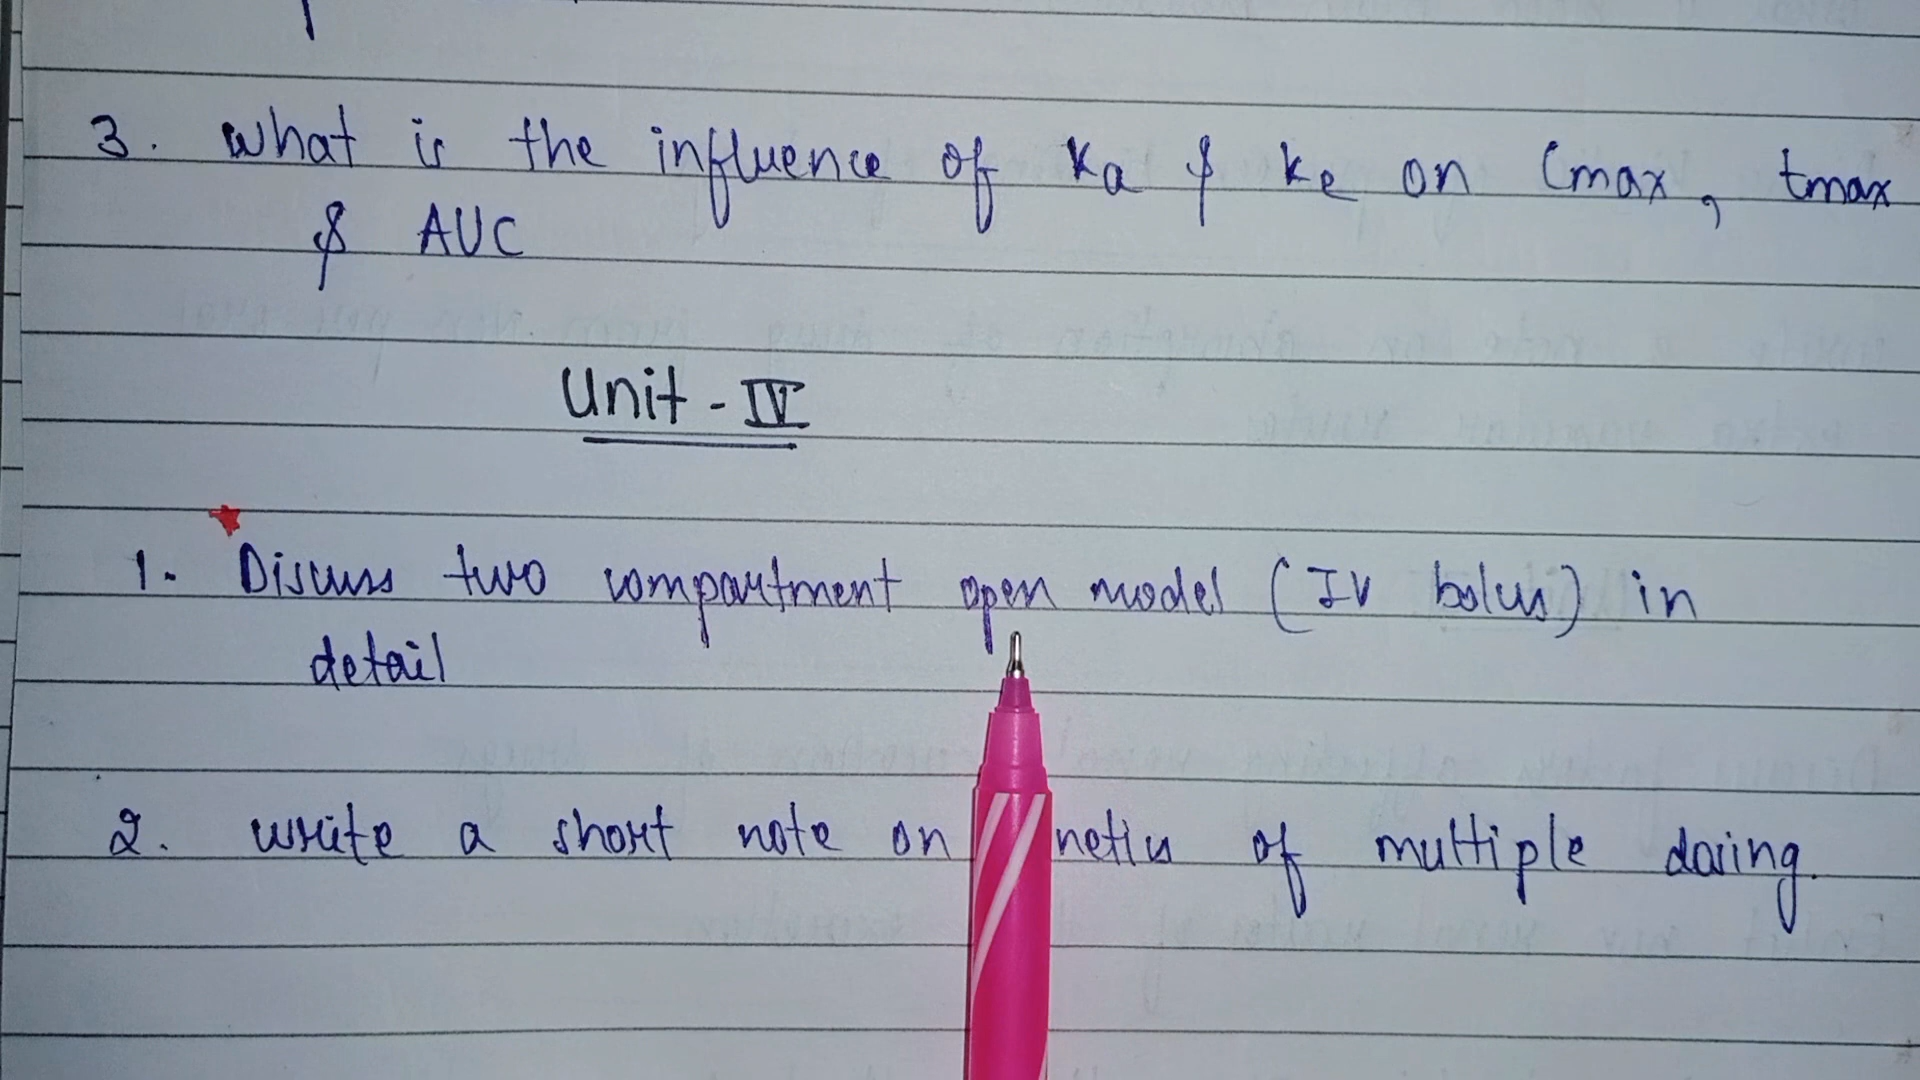 3. What is the influence of Ka & Ke on Cmax, tmax
& AUC
Unit - IV
1. Discuss two compartment open model (IV bolus) in
detail
2. write a short note on netics of multiple dosing.